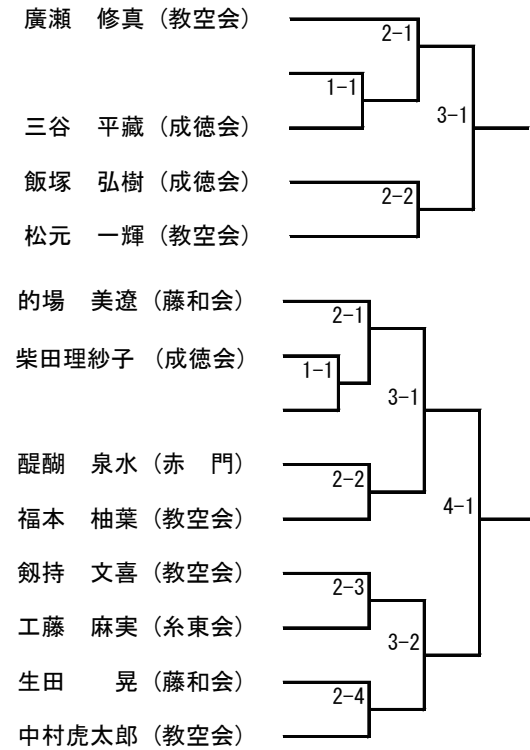 廣瀬　修真（教空会）
2-1
1-1
三谷　平藏（成徳会）
3-1
飯塚　弘樹（成徳会）
2-2
松元　一輝（教空会）
的場　美遼（藤和会）
2-1
柴田理紗子（成徳会）
1-1
3-1
醍醐　泉水（赤　門）
2-2
福本　柚葉（教空会）
4-1
剱持　文喜（教空会）
2-3
工藤　麻実（糸東会）
3-2
生田　　晃（藤和会）
2-4
中村虎太郎（教空会）